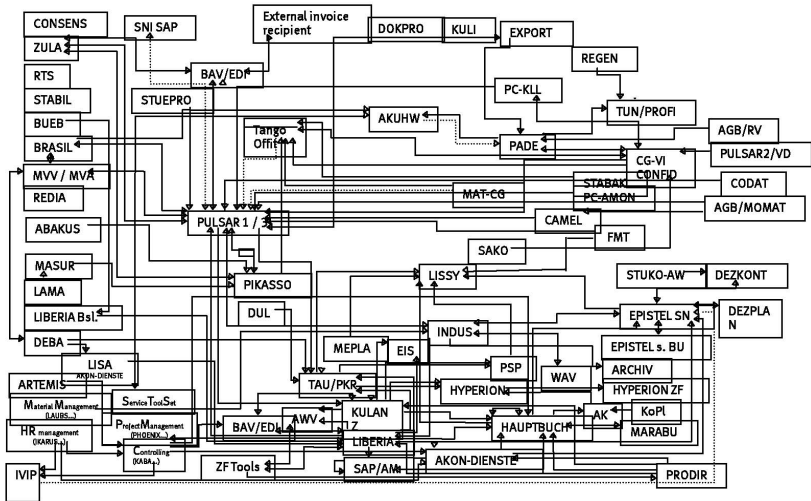 CONSENS
ZULA
SNI SAP
External invoice
recipient
DOKPRO
KULI
EXPORT
REGEN
BAV/EDI
RTS
STABIL
STUEPRO
PC-KLL
AKUHW
TUN/PROFI
BUEB
BRASIL
Tango
Offit
PADE
AGB/RV
PULSAR2/VD
CG-VI
CONFID
MVV / MVA
REDIA
MAT-CG
STABAK
PC-AMON
CODAT
AGB/MOMAT
ABAKUS
PULSAR 1 / 3
CAMEL
FMT
SAKO
MASUR
LAMA
PIKASSO
LISSY
STUKO-AW
DEZKONT
LIBERIA Bsl.
DUL
EPISTEL SN
DEZPLA
N
DEBA
MEPLA
INDUS
EIS
EPISTEL s. BU
LISA
AKON-DIENSTE
PSP
ARCHIV
WAV
ARTEMIS
TAU/PKR
HYPERION
HYPERION ZF
Material Management
(LAUBS...)
Service ToolSet
KULAN
AK
KoPl
HR management
(IKARUS...)
Project Management
(PHOENIX...)
BAV/EDI
AWV
LZ
HAUPTBUCH
MARABU
LIBERIA
Controlling
(KABA...)
IVIP
ZF Tools
SAP/AM
AKON-DIENSTE
PRODIR